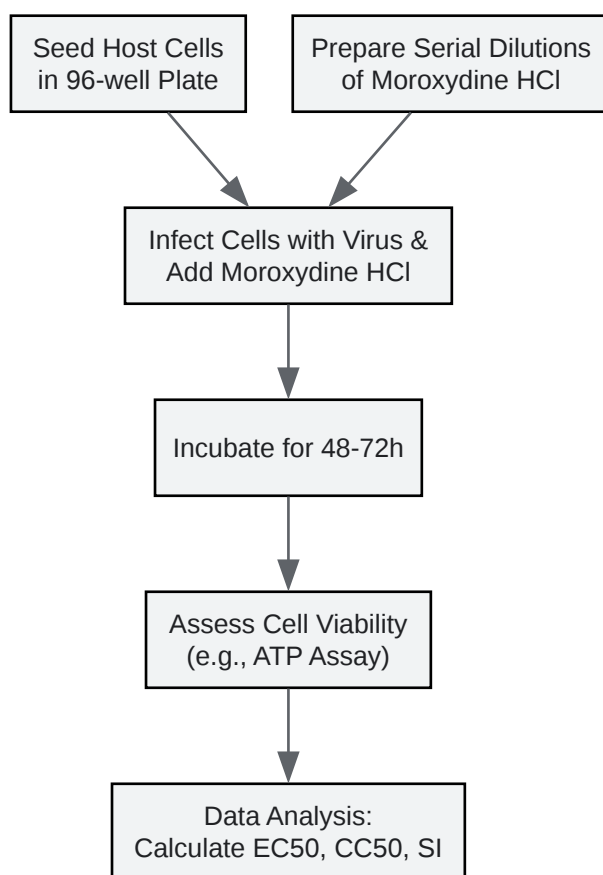 Seed Host Cells
in 96-well Plate
Prepare Serial Dilutions
of Moroxydine HCl
Infect Cells with Virus &
Add Moroxydine HCl
Incubate for 48-72h
Assess Cell Viability
(e.g., ATP Assay)
Data Analysis:
Calculate EC50, CC50, SI